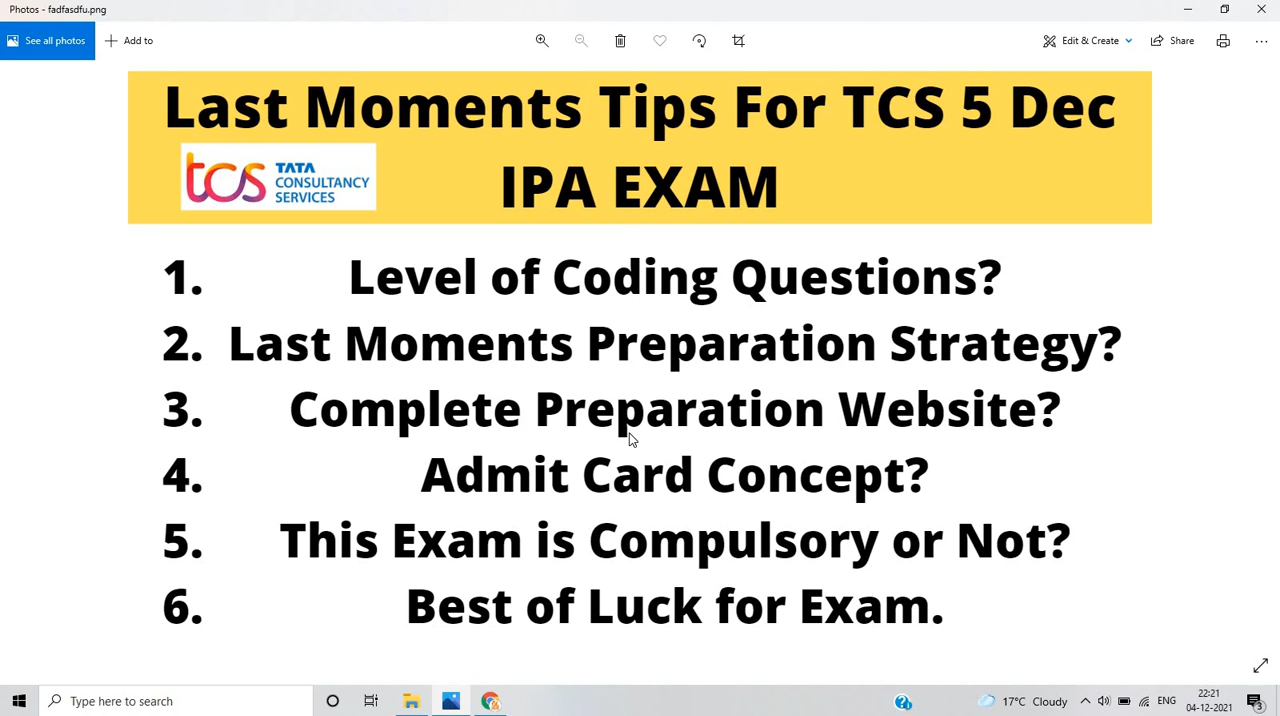 Photos - fadfasdfu.png
See all photos
Add to
Edit & Create
Share
Last Moments Tips For TCS 5 Dec
IPA EXAM
tcs TATA
CONSULTANCY
SERVICES
1. Level of Coding Questions?
2. Last Moments Preparation Strategy?
3. Complete Preparation Website?
4. Admit Card Concept?
5. This Exam is Compulsory or Not?
6. Best of Luck for Exam.
Type here to search
17°C Cloudy
ENG
22:21
04-12-2021
3